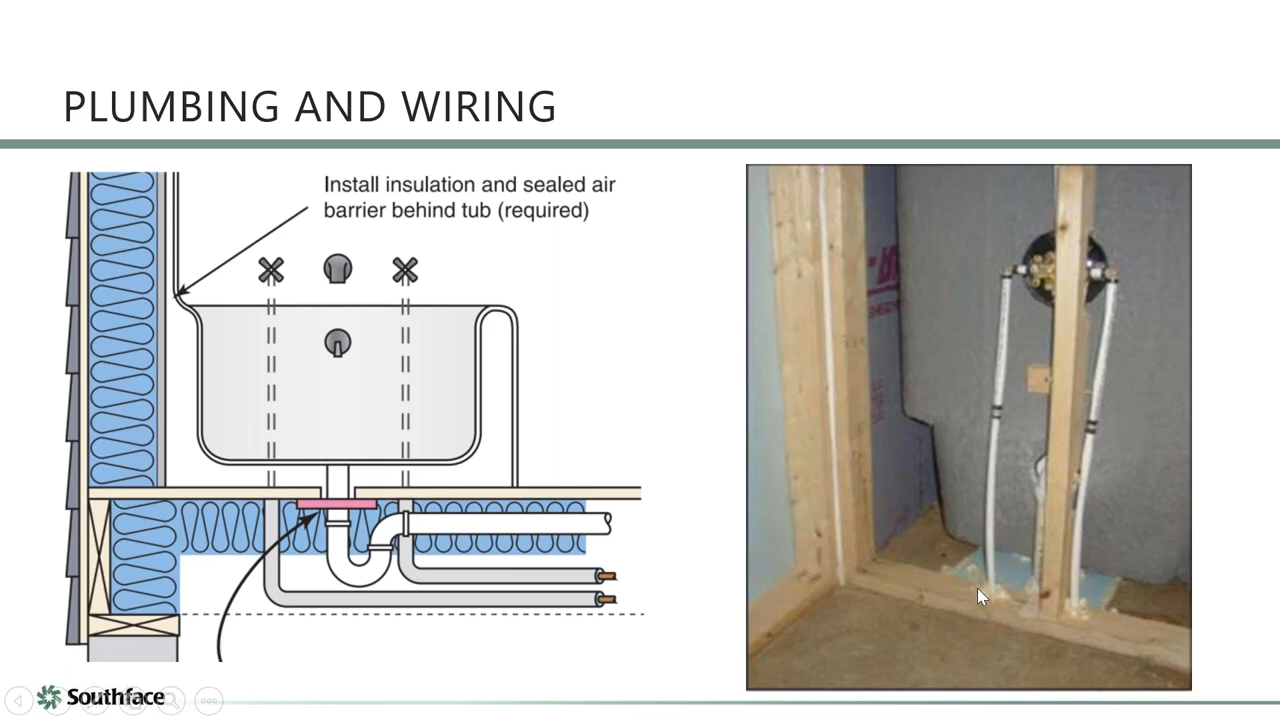 PLUMBING AND WIRING
Install insulation and sealed air
barrier behind tub (required)
Southface